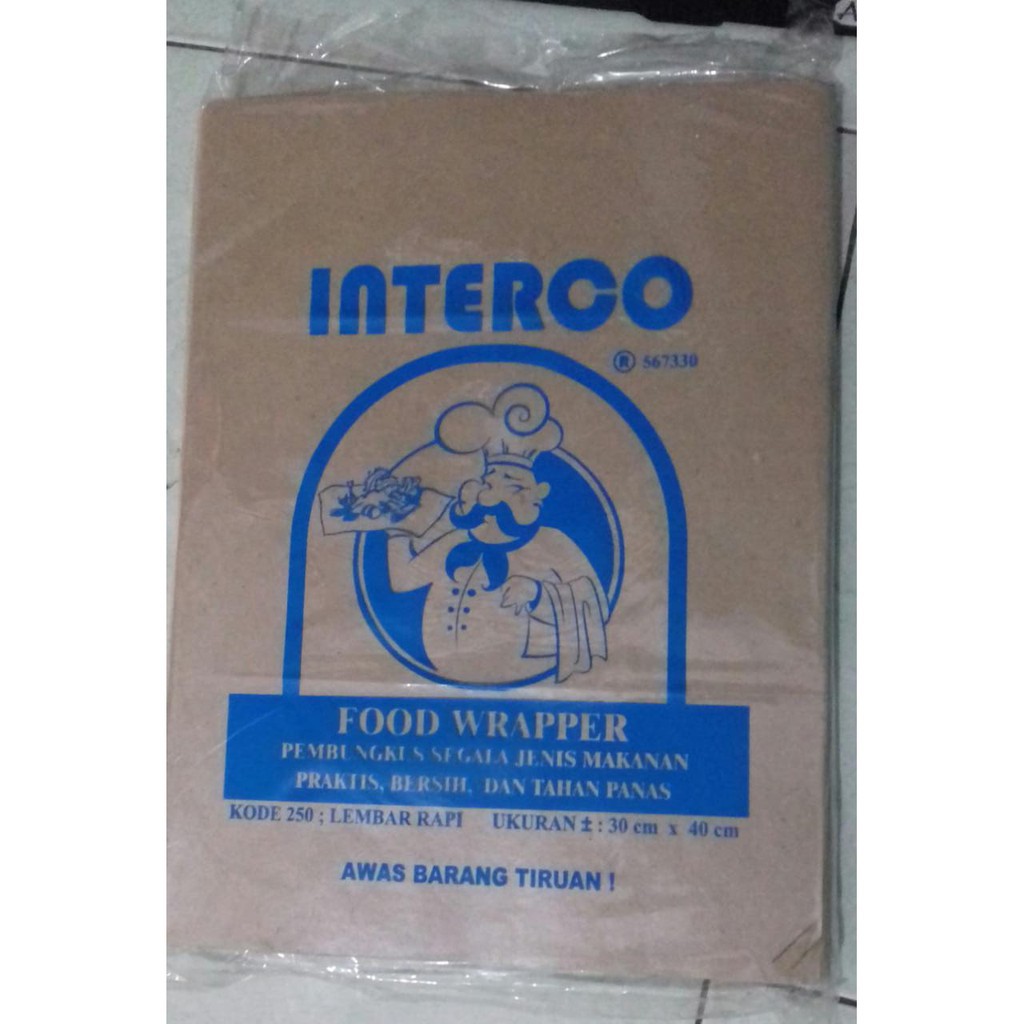 INTERCO
® 567330
FOOD WRAPPER
PEMBUNGKUS SEGALA JENIS MAKANAN
PRAKTIS, BERSIH, DAN TAHAN PANAS
KODE 250 ; LEMBAR RAPI UKURAN ± : 30 cm x 40 cm
AWAS BARANG TIRUAN !